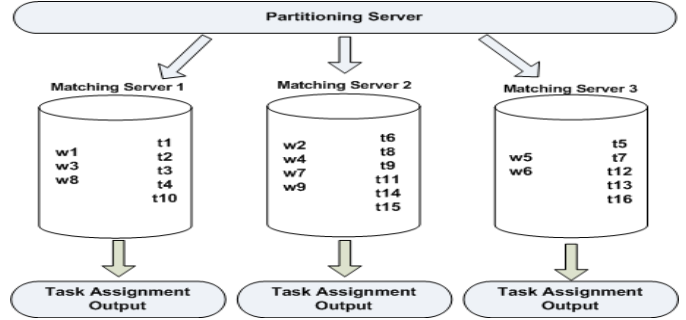 Partitioning Server
Matching Server 1
Matching Server 2
Matching Server 3
w1
w3
w8
t1
t2
t3
t4
t10
w2
w4
w7
w9
t6
t8
t9
t11
t14
t15
w5
w6
t5
t7
t12
t13
t16
Task Assignment
Output
Task Assignment
Output
Task Assignment
Output